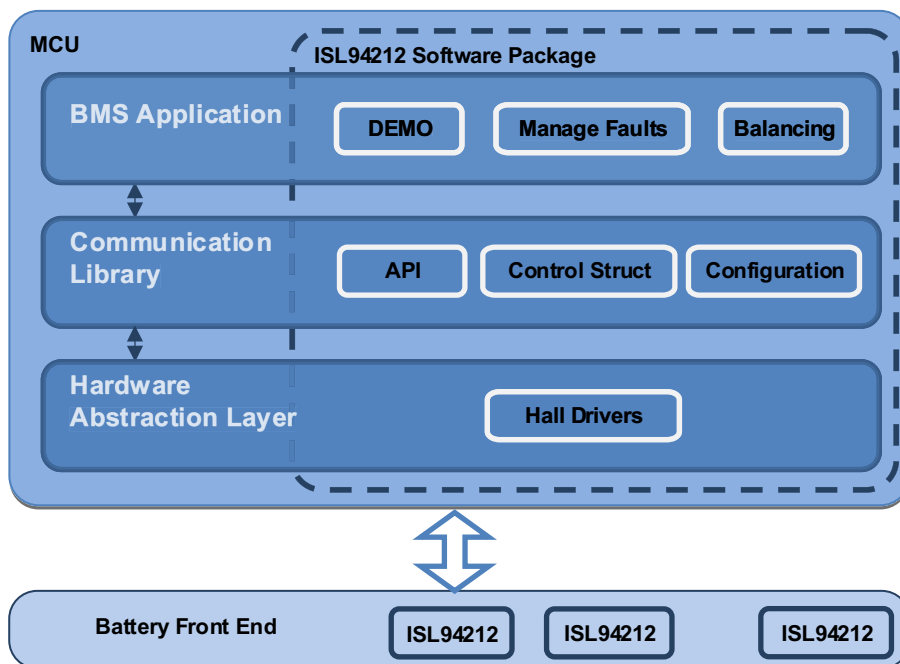 MCU
ISL94212 Software Package
BMS Application
DEMO
Manage Faults
Balancing
Communication
Library
API
Control Struct
Configuration
Hardware
Abstraction Layer
Hall Drivers
Battery Front End
ISL94212
ISL94212
ISL94212